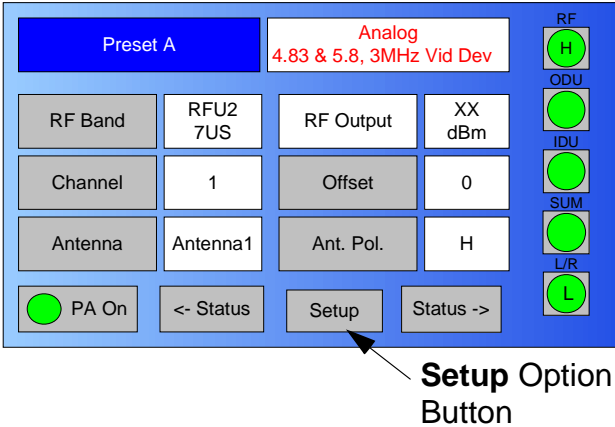 Preset A
Analog
4.83 & 5.8, 3MHz Vid Dev
RF
H
ODU
RF Band
RFU2
7US
RF Output
XX
dBm
IDU
Channel
1
Offset
0
SUM
Antenna
Antenna1
Ant. Pol.
H
L/R
L
PA On
<- Status
Setup
Status ->
Setup Option
Button